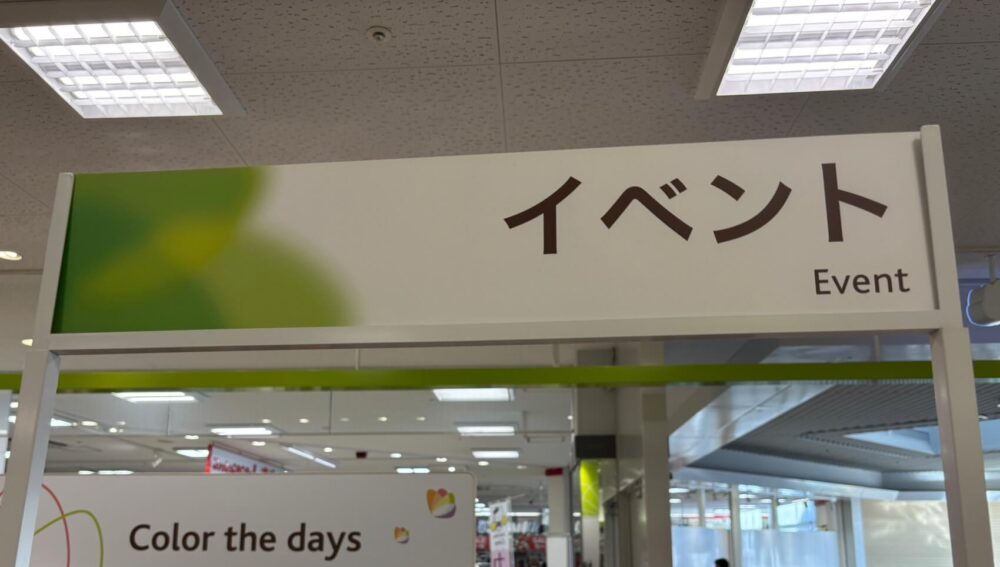 イベント
Event
Color the days